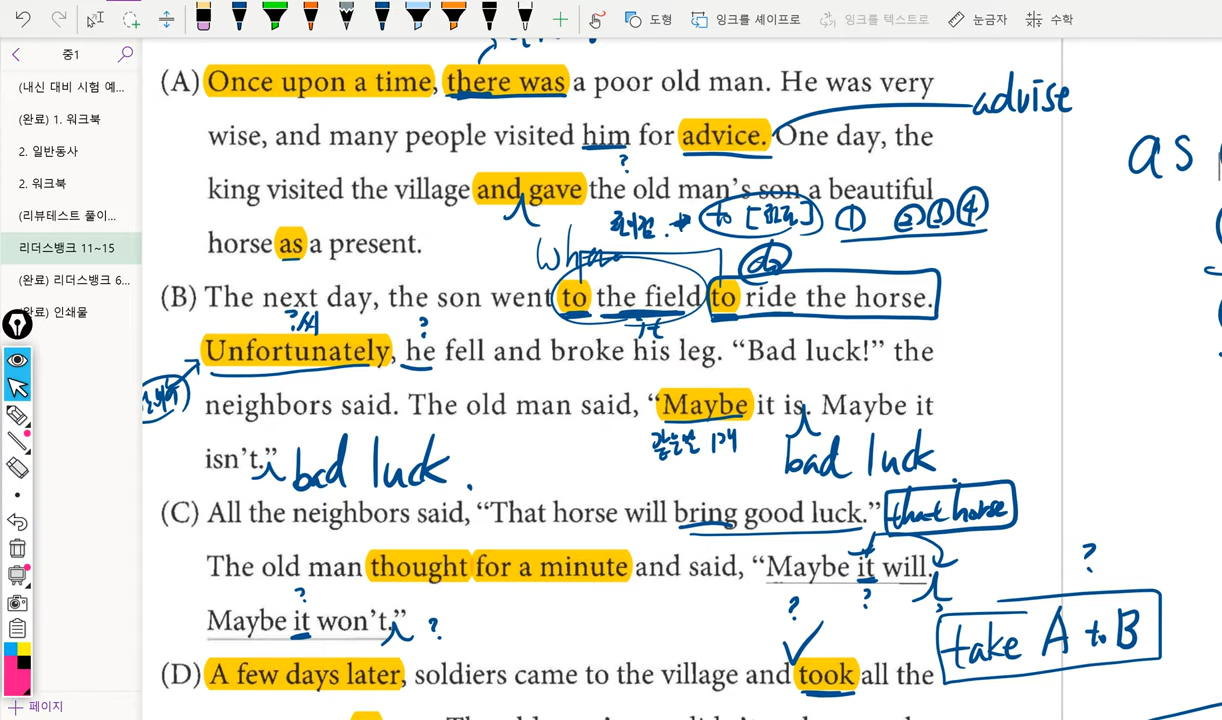 도형
잉크를 셰이프로
잉크를 텍스트로
눈금자
수학
중1
(내신 대비 시험 예...
(완료) 1. 워크북
2. 일반동사
2. 워크북
(리뷰테스트 풀이...
리더스뱅크 11~15
(완료) 리더스뱅크 6...
(완료) 인쇄물
페이지
(A) Once upon a time, there was a poor old man. He was very
advise
wise, and many people visited him for advice. One day, the
as
?
king visited the village and gave the old man's son a beautiful
to
① ②③④
horse as a present.
do
(B) The next day, the son went to the field to ride the horse.
?
?
it
Unfortunately, he fell and broke his leg. "Bad luck!" the
neighbors said. The old man said, "Maybe it is. Maybe it
bad luck
isn't." bad luck.
(C) All the neighbors said, "That horse will bring good luck." that horse
The old man thought for a minute and said, "Maybe it will.
?
?
?
?
Maybe it won't." ?
?
take A to B
(D) A few days later, soldiers came to the village and took all the